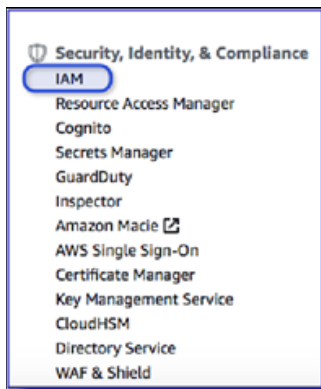 Security, Identity, & Compliance
IAM
Resource Access Manager
Cognito
Secrets Manager
GuardDuty
Inspector
Amazon Macie
AWS Single Sign-On
Certificate Manager
Key Management Service
CloudHSM
Directory Service
WAF & Shield